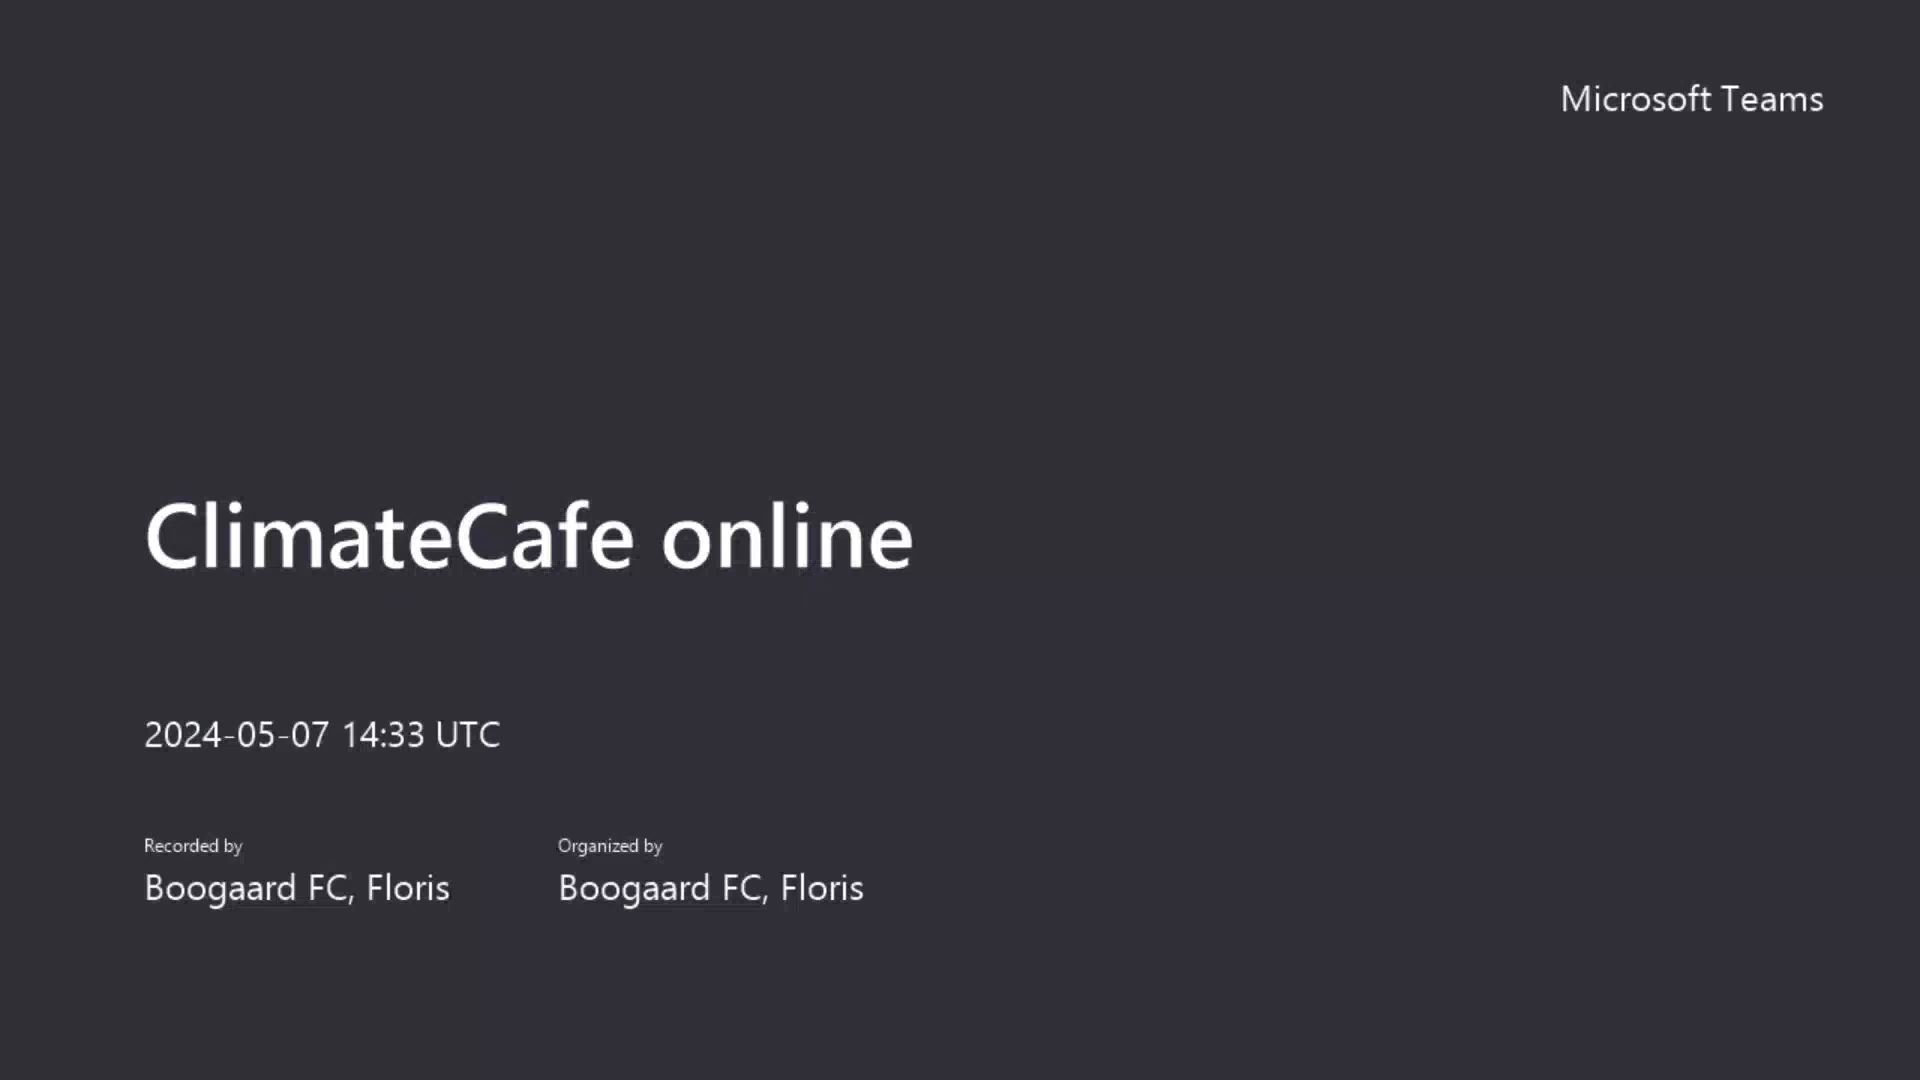 Microsoft Teams
ClimateCafe online
2024-05-07 14:33 UTC
Recorded by
Boogaard FC, Floris
Organized by
Boogaard FC, Floris